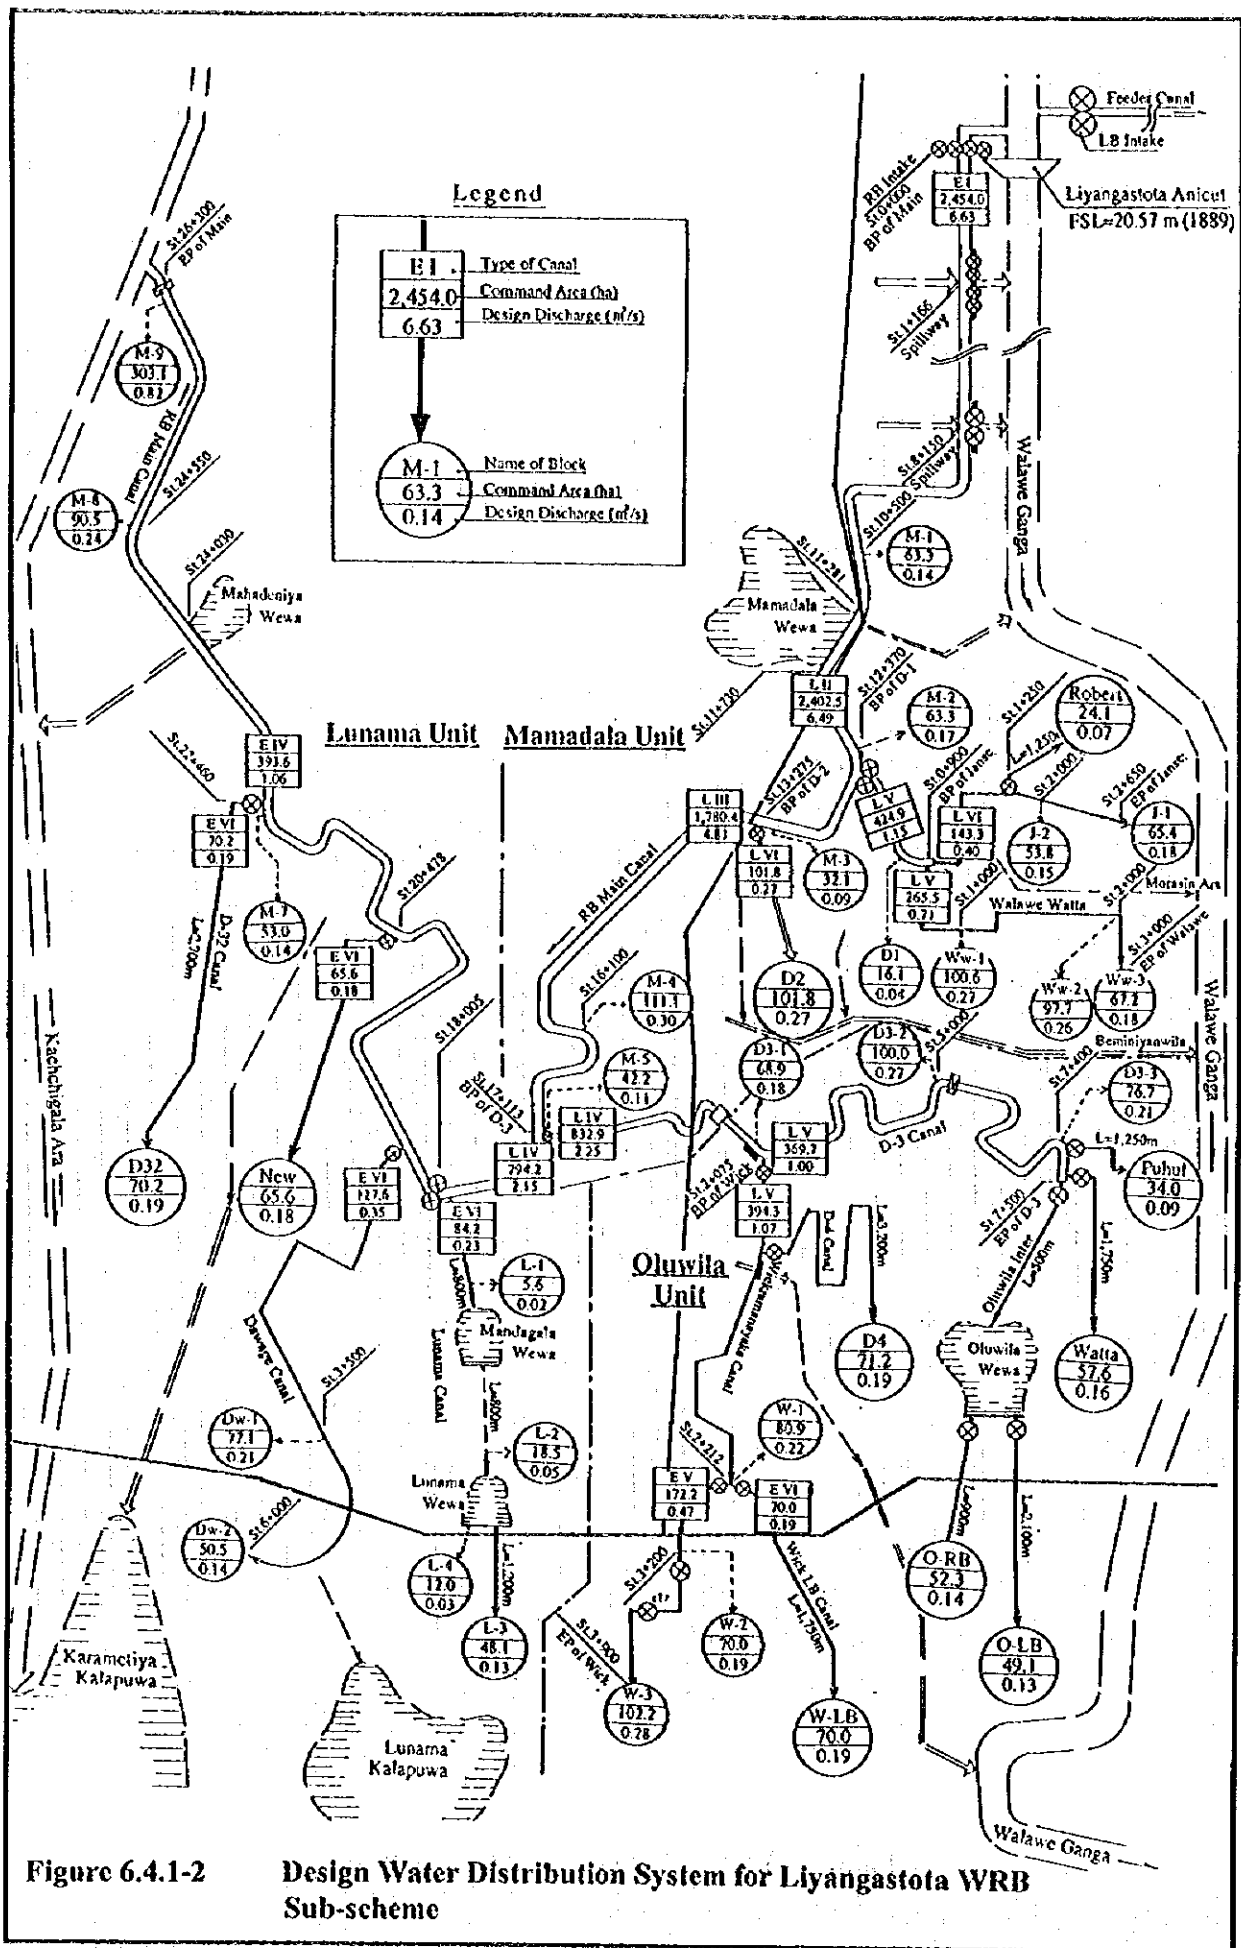 Feeder Canal
LB Intake
Liyangastota Anicut
FSL=20.57 m (1889)
RB Intake
St.0+000
BP of Main
E I
2,454.0
6.63
St.1+166
Spillway
St.8+150
Spillway
St.10+500
Walawe Ganga
Legend
E I
2,454.0
6.63
Type of Canal
Command Area (ha)
Design Discharge (m³/s)
M-1
63.3
0.14
Name of Block
Command Area (ha)
Design Discharge (m³/s)
St.26+300
EP of Main
M-9
303.1
0.82
RB Main Canal
St.24+550
M-8
90.5
0.24
St.24+030
Mahadeniya
Wewa
M-1
63.3
0.14
St.11+281
Mamadala
Wewa
St.11+730
L II
2,402.5
6.49
St.12+370
BP of D-1
M-2
63.3
0.17
St.1+250
L=1,250
Robert
24.1
0.07
St.2+000
St.2+650
EP of Janse.
St.0+900
BP of Janse.
Lunama Unit
Mamadala Unit
St.22+460
E IV
393.6
1.06
E VI
70.2
0.19
D-32 Canal
L=2,700m
M-7
53.0
0.14
St.20+478
E VI
65.6
0.18
L III
1,780.4
4.81
St.13+275
BP of D-2
L VI
101.8
0.27
M-3
32.1
0.09
L V
424.9
1.15
L VI
143.3
0.40
L V
265.5
0.71
J-2
53.8
0.15
J-1
65.4
0.18
Morasin Ara
St.1+000
Walawe Watta
St.2+000
St.3+000
EP of Walawe
D1
16.1
0.04
Ww-1
100.6
0.27
Ww-2
97.7
0.26
Ww-3
67.2
0.18
RB Main Canal
St.16+100
M-4
111.1
0.30
D2
101.8
0.27
St.18+005
St.17+113
BP of D-3
M-5
42.2
0.11
D3-1
68.9
0.18
D3-2
100.0
0.27
St.5+000
Beminiyanwila
St.7+400
D3-3
76.7
0.21
Walawe Ganga
Kachchigala Ara
L IV
832.9
2.25
L IV
794.2
2.15
L V
369.7
1.00
D-3 Canal
L=1,250m
Puhul
34.0
0.09
D32
70.2
0.19
New
65.6
0.18
E VI
127.6
0.35
E VI
84.2
0.23
St.2+075
BP of Wick
L V
394.3
1.07
D-4 Canal
L=3,200m
St.7+500
EP of D-3
Oluwila Inlet
L=500m
L=1,750m
L=800m
L-1
5.6
0.02
Oluwila
Unit
Wickramanayaka Canal
Mandagala
Wewa
Lunama Canal
L=800m
Dawage Canal
St.3+500
D4
71.2
0.19
Oluwila
Wewa
Watta
57.6
0.16
Dw-1
77.1
0.21
L-2
18.5
0.05
Lunama
Wewa
W-1
80.9
0.22
St.2+212
E V
172.2
0.47
E VI
70.0
0.19
L=900m
L=2,100m
St.6+000
Dw-2
50.5
0.14
L-4
12.0
0.03
L=1,200m
St.3+200
Wick LB Canal
L=1,750m
O-RB
52.3
0.14
L-3
48.1
0.13
St.3+900
EP of Wick
W-2
70.0
0.19
O-LB
49.1
0.13
Karametiya
Kalapuwa
W-3
102.2
0.28
W-LB
70.0
0.19
Lunama
Kalapuwa
Walawe Ganga
Figure 6.4.1-2 Design Water Distribution System for Liyangastota WRB
Sub-scheme